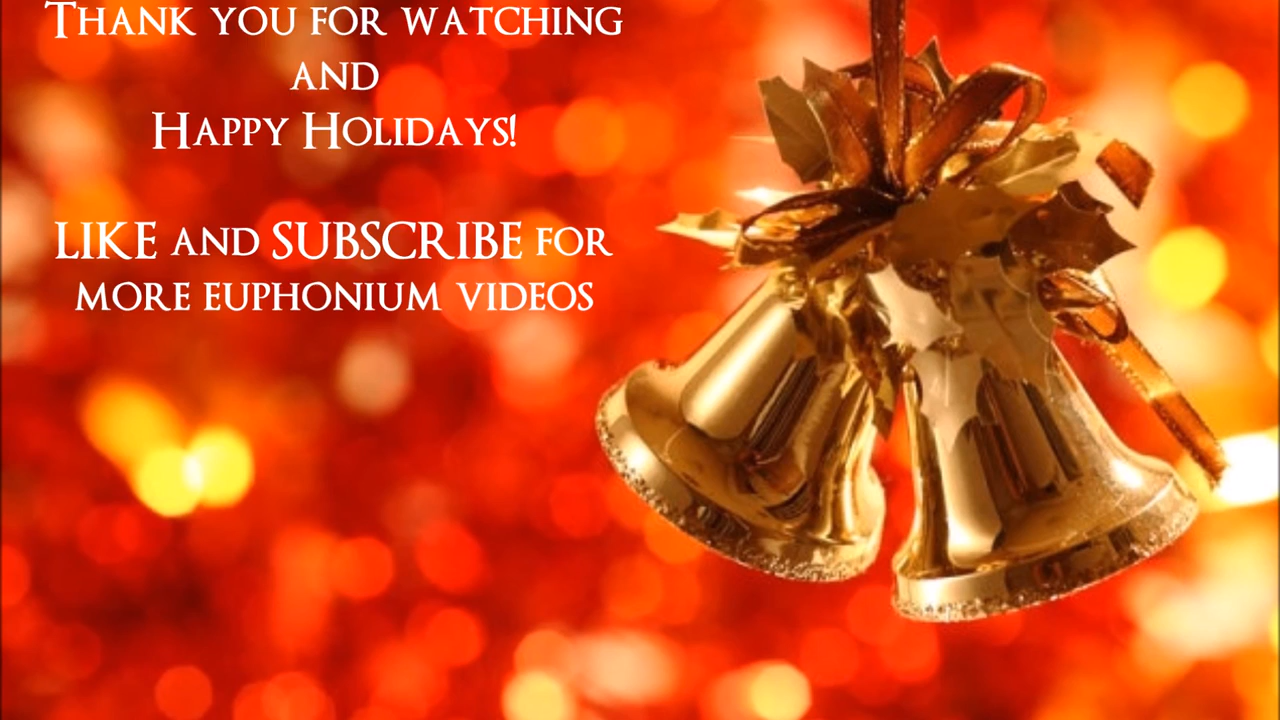 Thank you for watching
and
Happy Holidays!
LIKE and SUBSCRIBE for
more euphonium videos